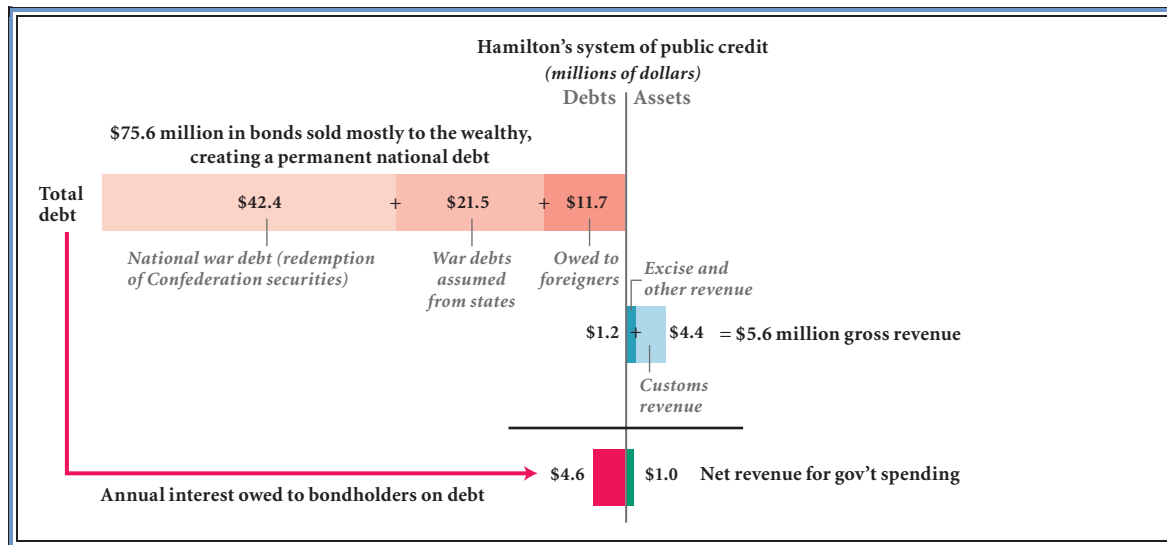 Hamilton’s system of public credit
(millions of dollars)
Debts Assets
$75.6 million in bonds sold mostly to the wealthy,
creating a permanent national debt
Total
debt
$42.4 + $21.5 + $11.7
National war debt (redemption
of Confederation securities)
War debts
assumed
from states
Owed to
foreigners
Excise and
other revenue
$1.2 + $4.4 = $5.6 million gross revenue
Customs
revenue
$4.6 $1.0 Net revenue for gov’t spending
Annual interest owed to bondholders on debt